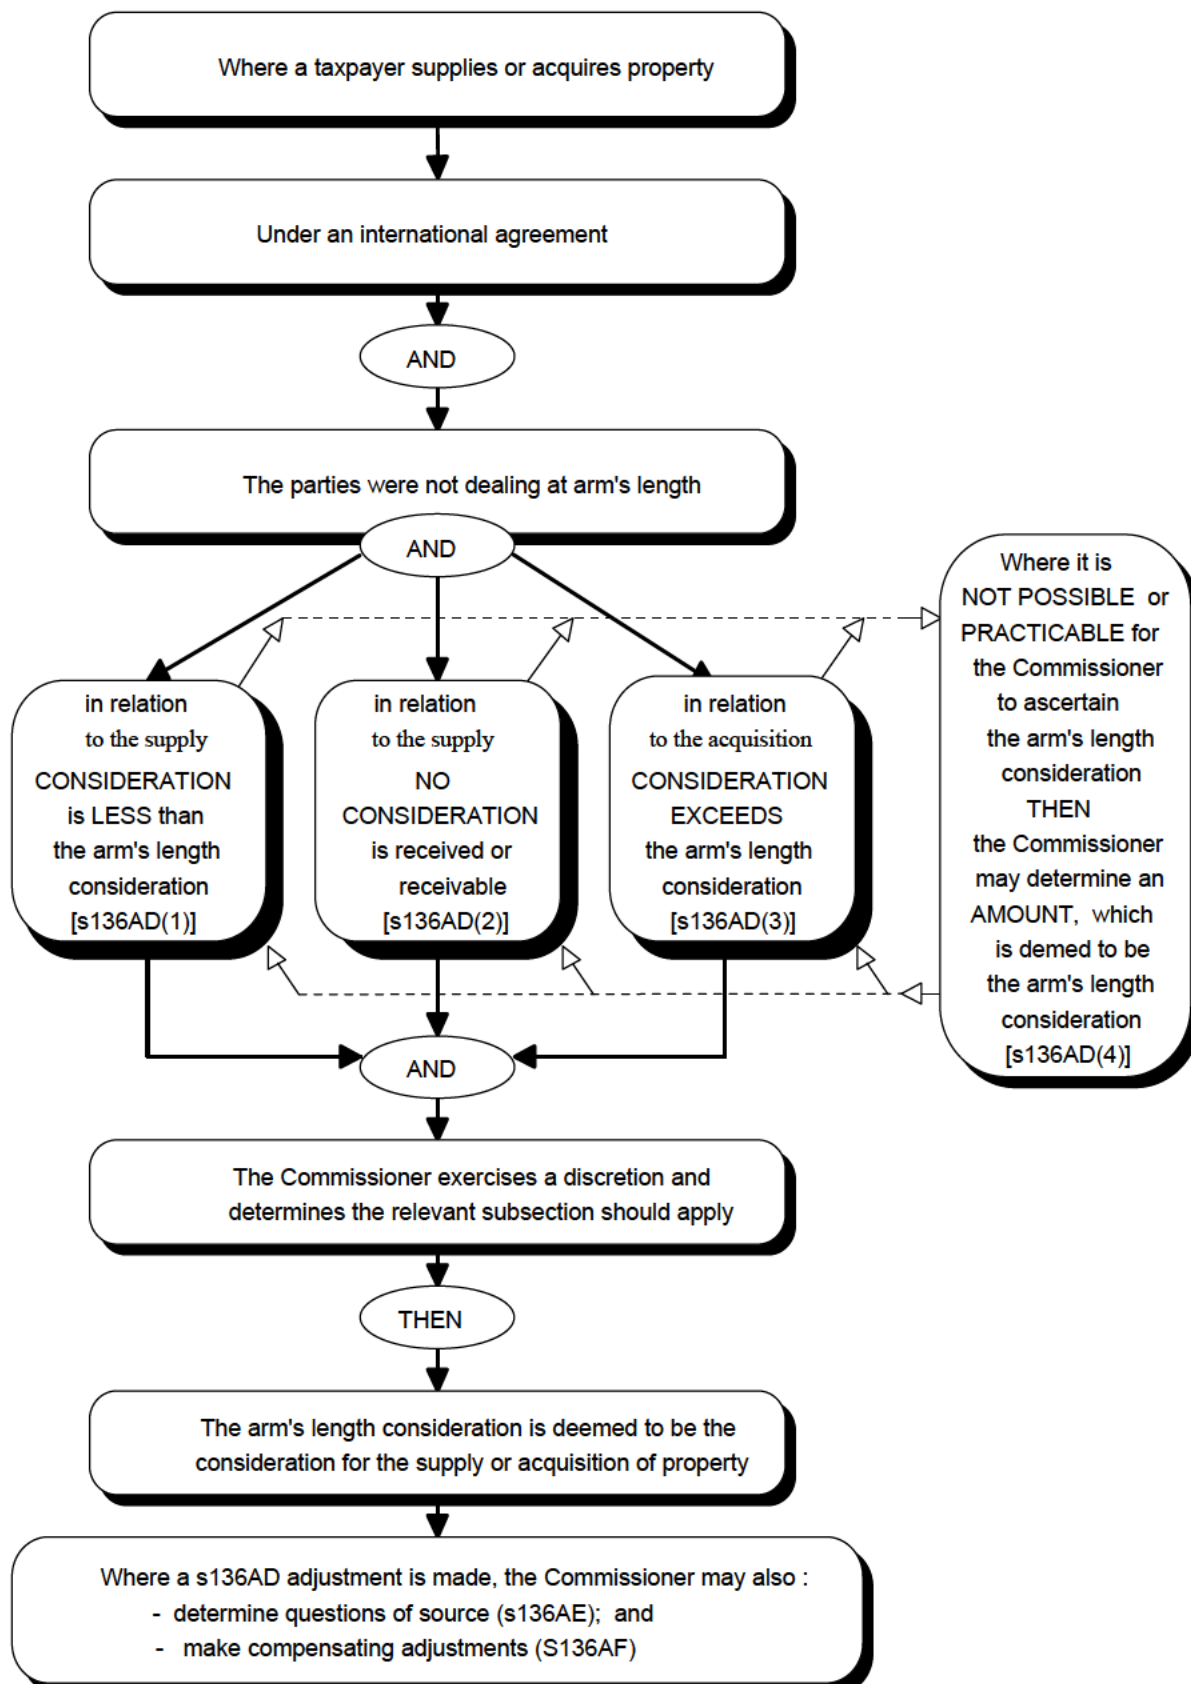 Where a taxpayer supplies or acquires property
Under an international agreement
AND
The parties were not dealing at arm's length
AND
in relation
to the supply
CONSIDERATION
is LESS than
the arm's length
consideration
[s136AD(1)]
in relation
to the supply
NO
CONSIDERATION
is received or
receivable
[s136AD(2)]
in relation
to the acquisition
CONSIDERATION
EXCEEDS
the arm's length
consideration
[s136AD(3)]
Where it is
NOT POSSIBLE or
PRACTICABLE for
the Commissioner
to ascertain
the arm's length
consideration
THEN
the Commissioner
may determine an
AMOUNT, which
is demed to be
the arm's length
consideration
[s136AD(4)]
AND
The Commissioner exercises a discretion and
determines the relevant subsection should apply
THEN
The arm's length consideration is deemed to be the
consideration for the supply or acquisition of property
Where a s136AD adjustment is made, the Commissioner may also :
- determine questions of source (s136AE); and
- make compensating adjustments (S136AF)